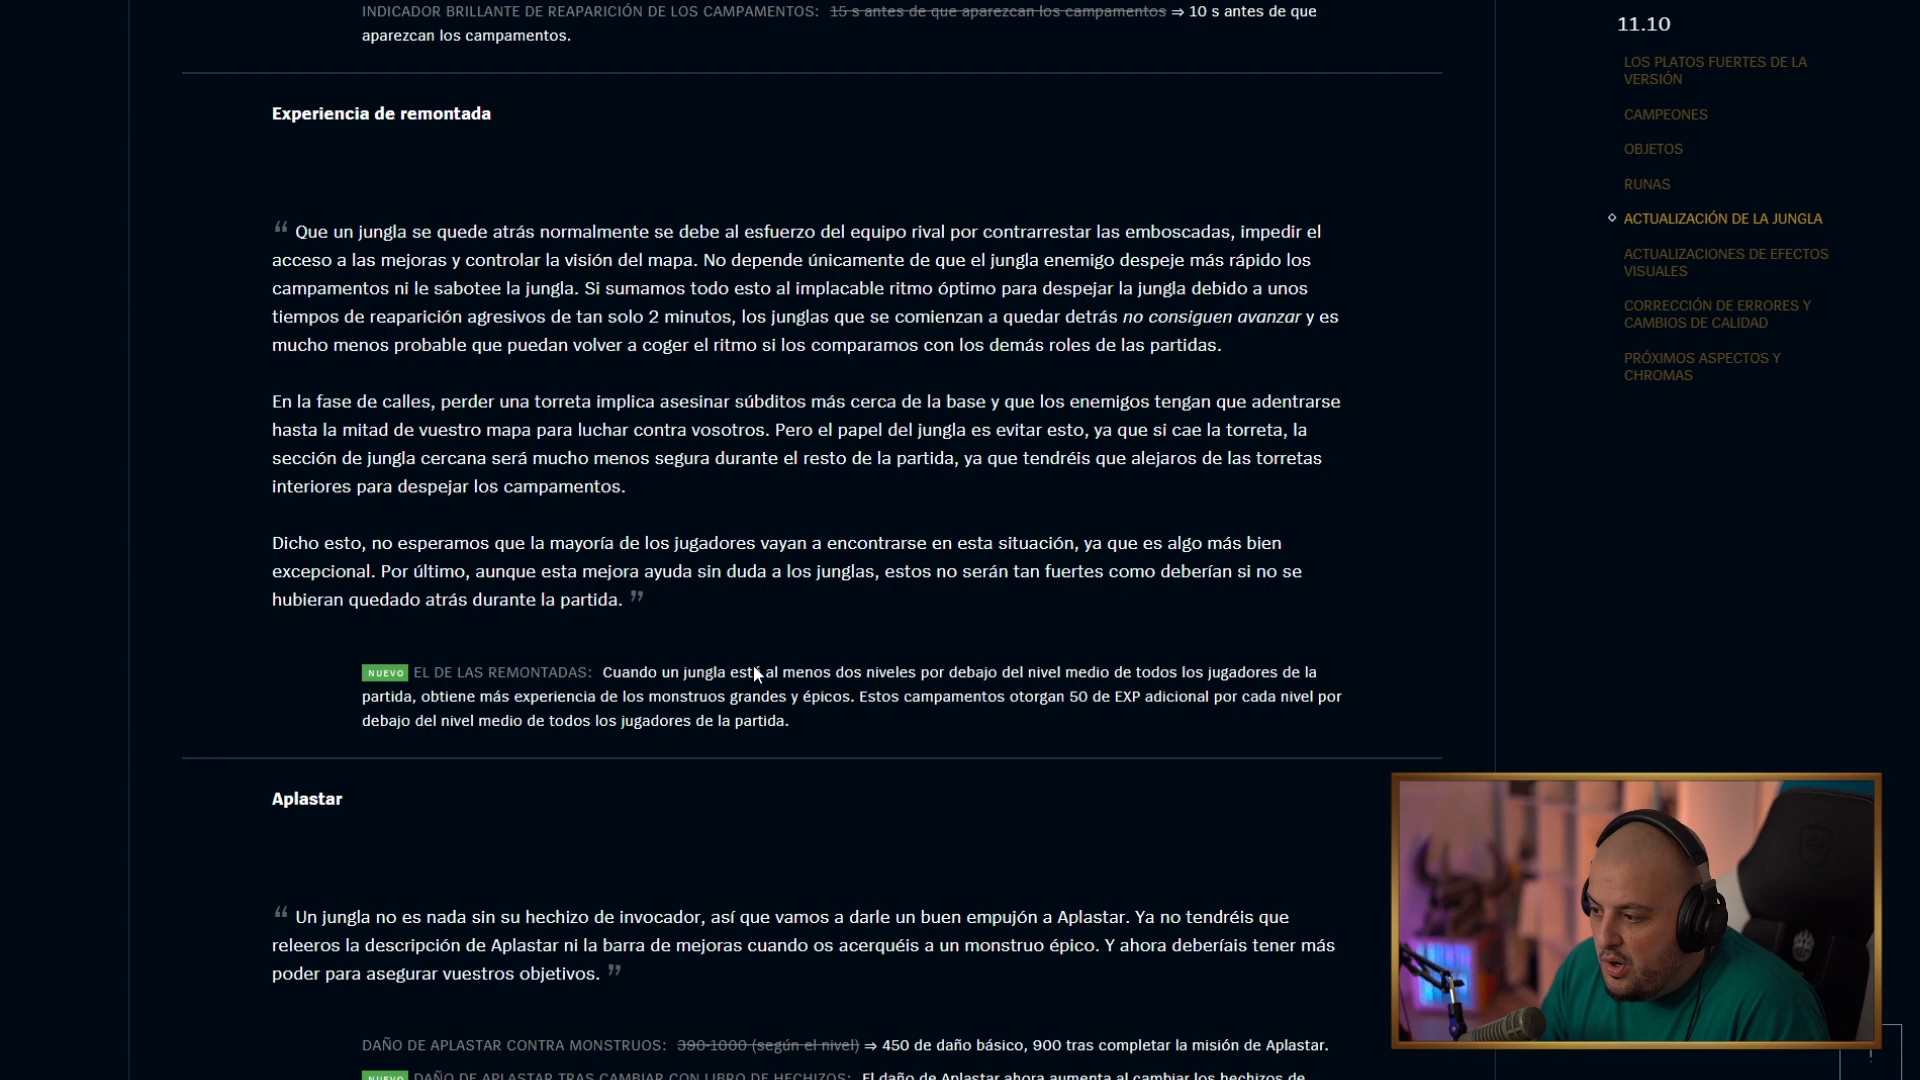 INDICADOR BRILLANTE DE REAPARICIÓN DE LOS CAMPAMENTOS: 15 s antes de que aparezcan los campamentos ⇒ 10 s antes de que
aparezcan los campamentos.
Experiencia de remontada
“ Que un jungla se quede atrás normalmente se debe al esfuerzo del equipo rival por contrarrestar las emboscadas, impedir el
acceso a las mejoras y controlar la visión del mapa. No depende únicamente de que el jungla enemigo despeje más rápido los
campamentos ni le sabotee la jungla. Si sumamos todo esto al implacable ritmo óptimo para despejar la jungla debido a unos
tiempos de reaparición agresivos de tan solo 2 minutos, los junglas que se comienzan a quedar detrás no consiguen avanzar y es
mucho menos probable que puedan volver a coger el ritmo si los comparamos con los demás roles de las partidas.
En la fase de calles, perder una torreta implica asesinar súbditos más cerca de la base y que los enemigos tengan que adentrarse
hasta la mitad de vuestro mapa para luchar contra vosotros. Pero el papel del jungla es evitar esto, ya que si cae la torreta, la
sección de jungla cercana será mucho menos segura durante el resto de la partida, ya que tendréis que alejaros de las torretas
interiores para despejar los campamentos.
Dicho esto, no esperamos que la mayoría de los jugadores vayan a encontrarse en esta situación, ya que es algo más bien
excepcional. Por último, aunque esta mejora ayuda sin duda a los junglas, estos no serán tan fuertes como deberían si no se
hubieran quedado atrás durante la partida. ”
NUEVO EL DE LAS REMONTADAS: Cuando un jungla está al menos dos niveles por debajo del nivel medio de todos los jugadores de la
partida, obtiene más experiencia de los monstruos grandes y épicos. Estos campamentos otorgan 50 de EXP adicional por cada nivel por
debajo del nivel medio de todos los jugadores de la partida.
Aplastar
“ Un jungla no es nada sin su hechizo de invocador, así que vamos a darle un buen empujón a Aplastar. Ya no tendréis que
releeros la descripción de Aplastar ni la barra de mejoras cuando os acerquéis a un monstruo épico. Y ahora deberíais tener más
poder para asegurar vuestros objetivos. ”
DAÑO DE APLASTAR CONTRA MONSTRUOS: 390-1000 (según el nivel) ⇒ 450 de daño básico, 900 tras completar la misión de Aplastar.
NUEVO DAÑO DE APLASTAR TRAS CAMBIAR CON LIBRO DE HECHIZOS: El daño de Aplastar ahora aumenta al cambiar los hechizos de
11.10
LOS PLATOS FUERTES DE LA
VERSIÓN
CAMPEONES
OBJETOS
RUNAS
ACTUALIZACIÓN DE LA JUNGLA
ACTUALIZACIONES DE EFECTOS
VISUALES
CORRECCIÓN DE ERRORES Y
CAMBIOS DE CALIDAD
PRÓXIMOS ASPECTOS Y
CHROMAS